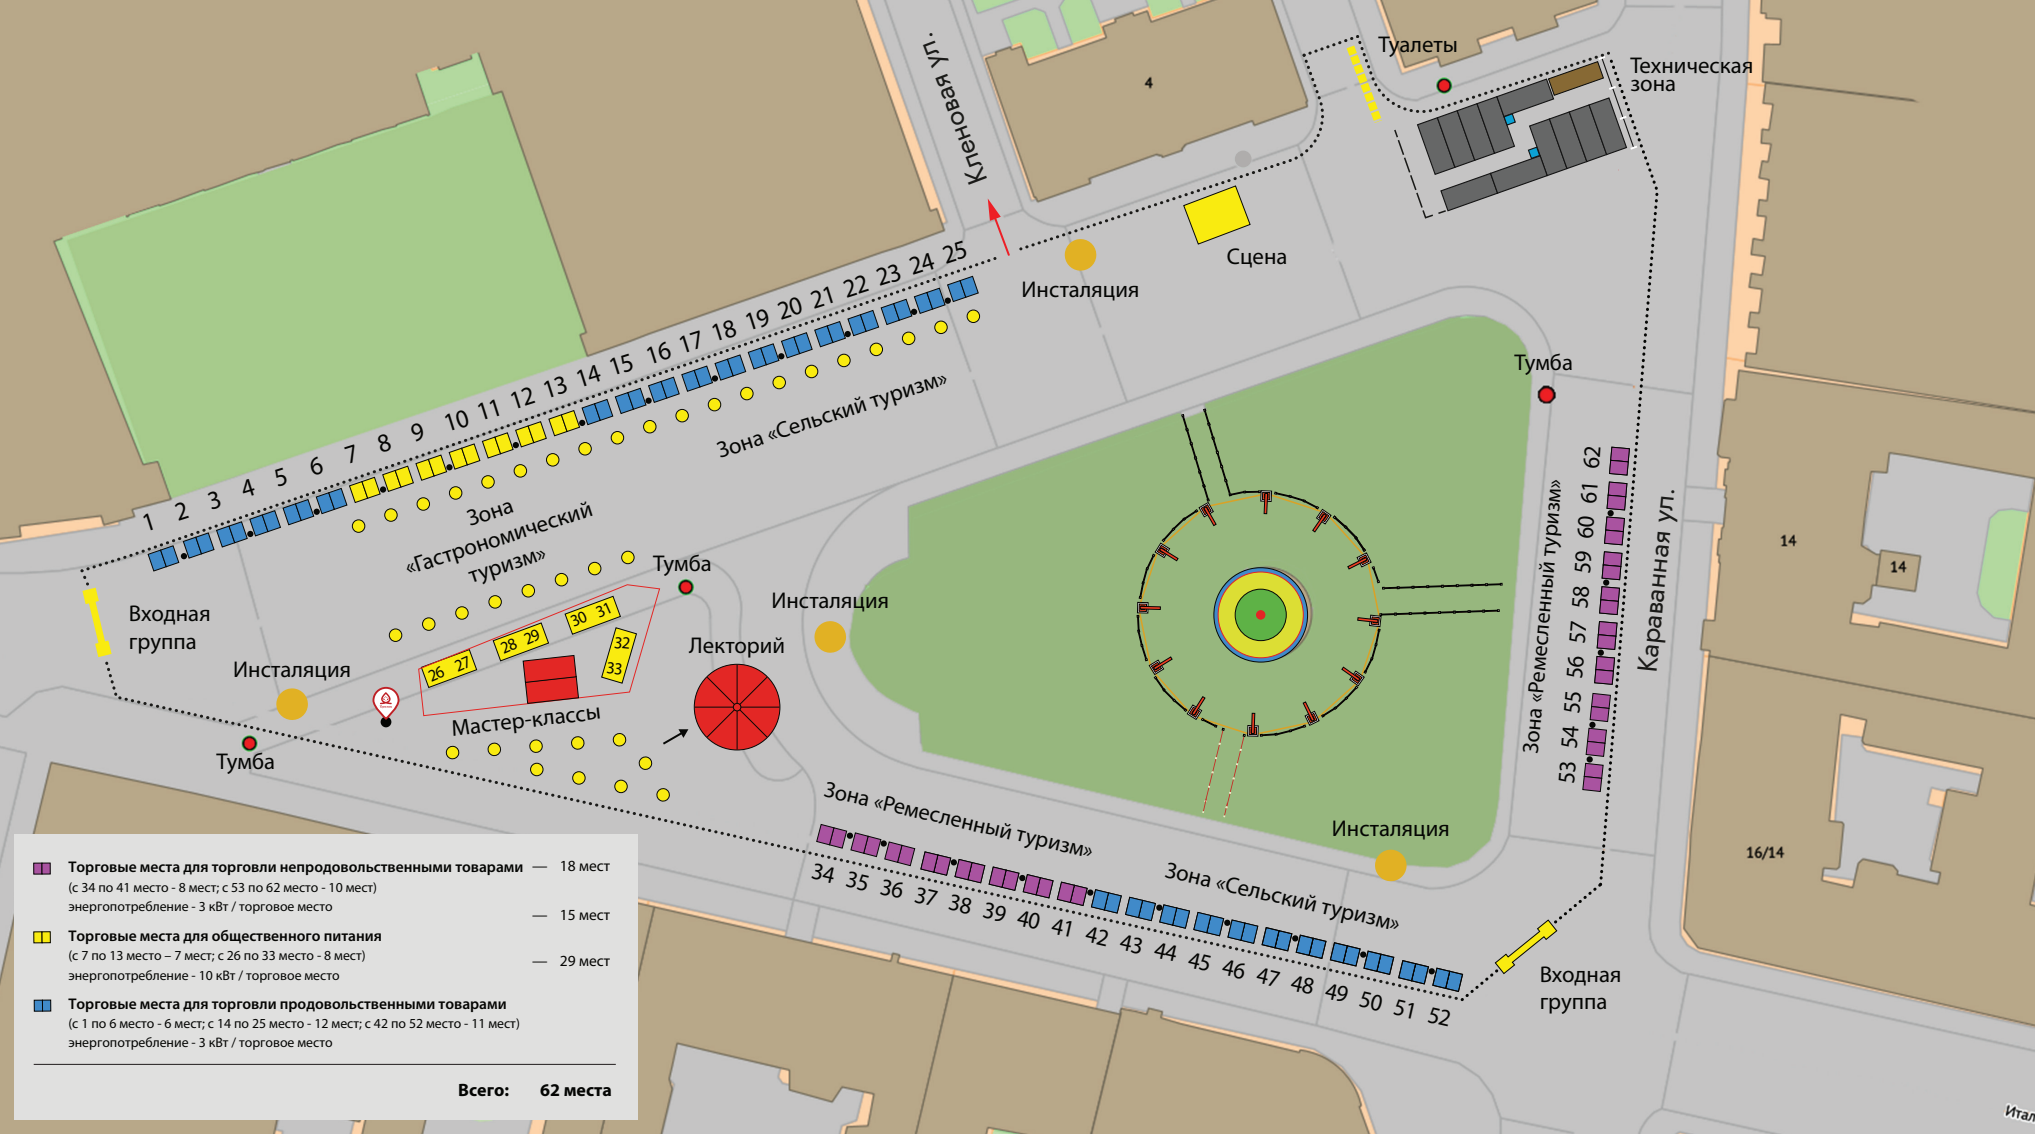 Кленовая ул.
4
Туалеты
Техническая
зона
Сцена
Инсталяция
1 2 3 4 5 6 7 8 9 10 11 12 13 14 15 16 17 18 19 20 21 22 23 24 25
Зона «Сельский туризм»
Зона
«Гастрономический
туризм»
Тумба
Тумба
62
61
60
59
58
57
56
55
54
53
Зона «Ремесленный туризм»
Караванная ул.
14
14
16/14
Входная
группа
Инсталяция
Тумба
26 27
28 29
30 31
32
33
Мастер-классы
Лекторий
Инсталяция
Зона «Ремесленный туризм»
Зона «Сельский туризм»
34 35 36 37 38 39 40 41 42 43 44 45 46 47 48 49 50 51 52
Инсталяция
Входная
группа
Торговые места для торговли непродовольственными товарами — 18 мест
(с 34 по 41 место - 8 мест; с 53 по 62 место - 10 мест)
энергопотребление - 3 кВт / торговое место
— 15 мест
Торговые места для общественного питания
(с 7 по 13 место – 7 мест; с 26 по 33 место - 8 мест)
— 29 мест
энергопотребление - 10 кВт / торговое место
Торговые места для торговли продовольственными товарами
(с 1 по 6 место - 6 мест; с 14 по 25 место - 12 мест; с 42 по 52 место - 11 мест)
энергопотребление - 3 кВт / торговое место
Всего: 62 места
Итал